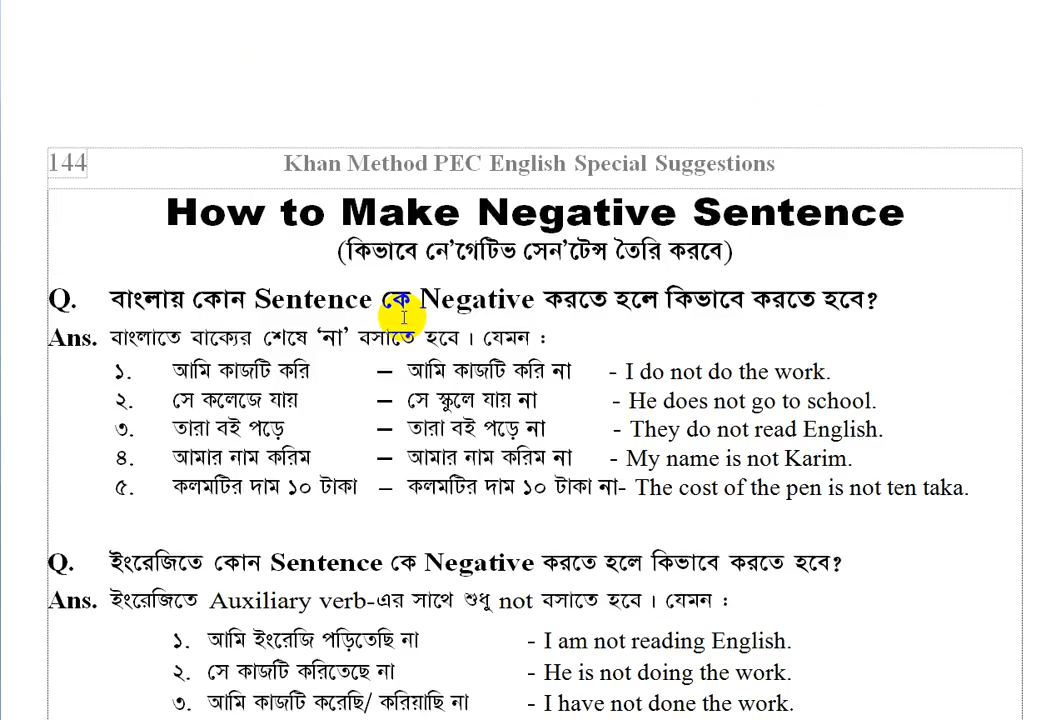 144 Khan Method PEC English Special Suggestions
How to Make Negative Sentence
(কিভাবে নে’গেটিভ সেন’টেন্স তৈরি করবে)
Q. বাংলায় কোন Sentence কে Negative করতে হলে কিভাবে করতে হবে?
Ans. বাংলাতে বাক্যের শেষে ‘না’ বসাতে হবে। যেমন :
১. আমি কাজটি করি – আমি কাজটি করি না - I do not do the work.
২. সে কলেজে যায় – সে স্কুলে যায় না - He does not go to school.
৩. তারা বই পড়ে – তারা বই পড়ে না - They do not read English.
৪. আমার নাম করিম – আমার নাম করিম না - My name is not Karim.
৫. কলমটির দাম ১০ টাকা – কলমটির দাম ১০ টাকা না- The cost of the pen is not ten taka.
Q. ইংরেজিতে কোন Sentence কে Negative করতে হলে কিভাবে করতে হবে?
Ans. ইংরেজিতে Auxiliary verb-এর সাথে শুধু not বসাতে হবে। যেমন :
১. আমি ইংরেজি পড়িতেছি না - I am not reading English.
২. সে কাজটি করিতেছে না - He is not doing the work.
৩. আমি কাজটি করেছি/ করিয়াছি না - I have not done the work.